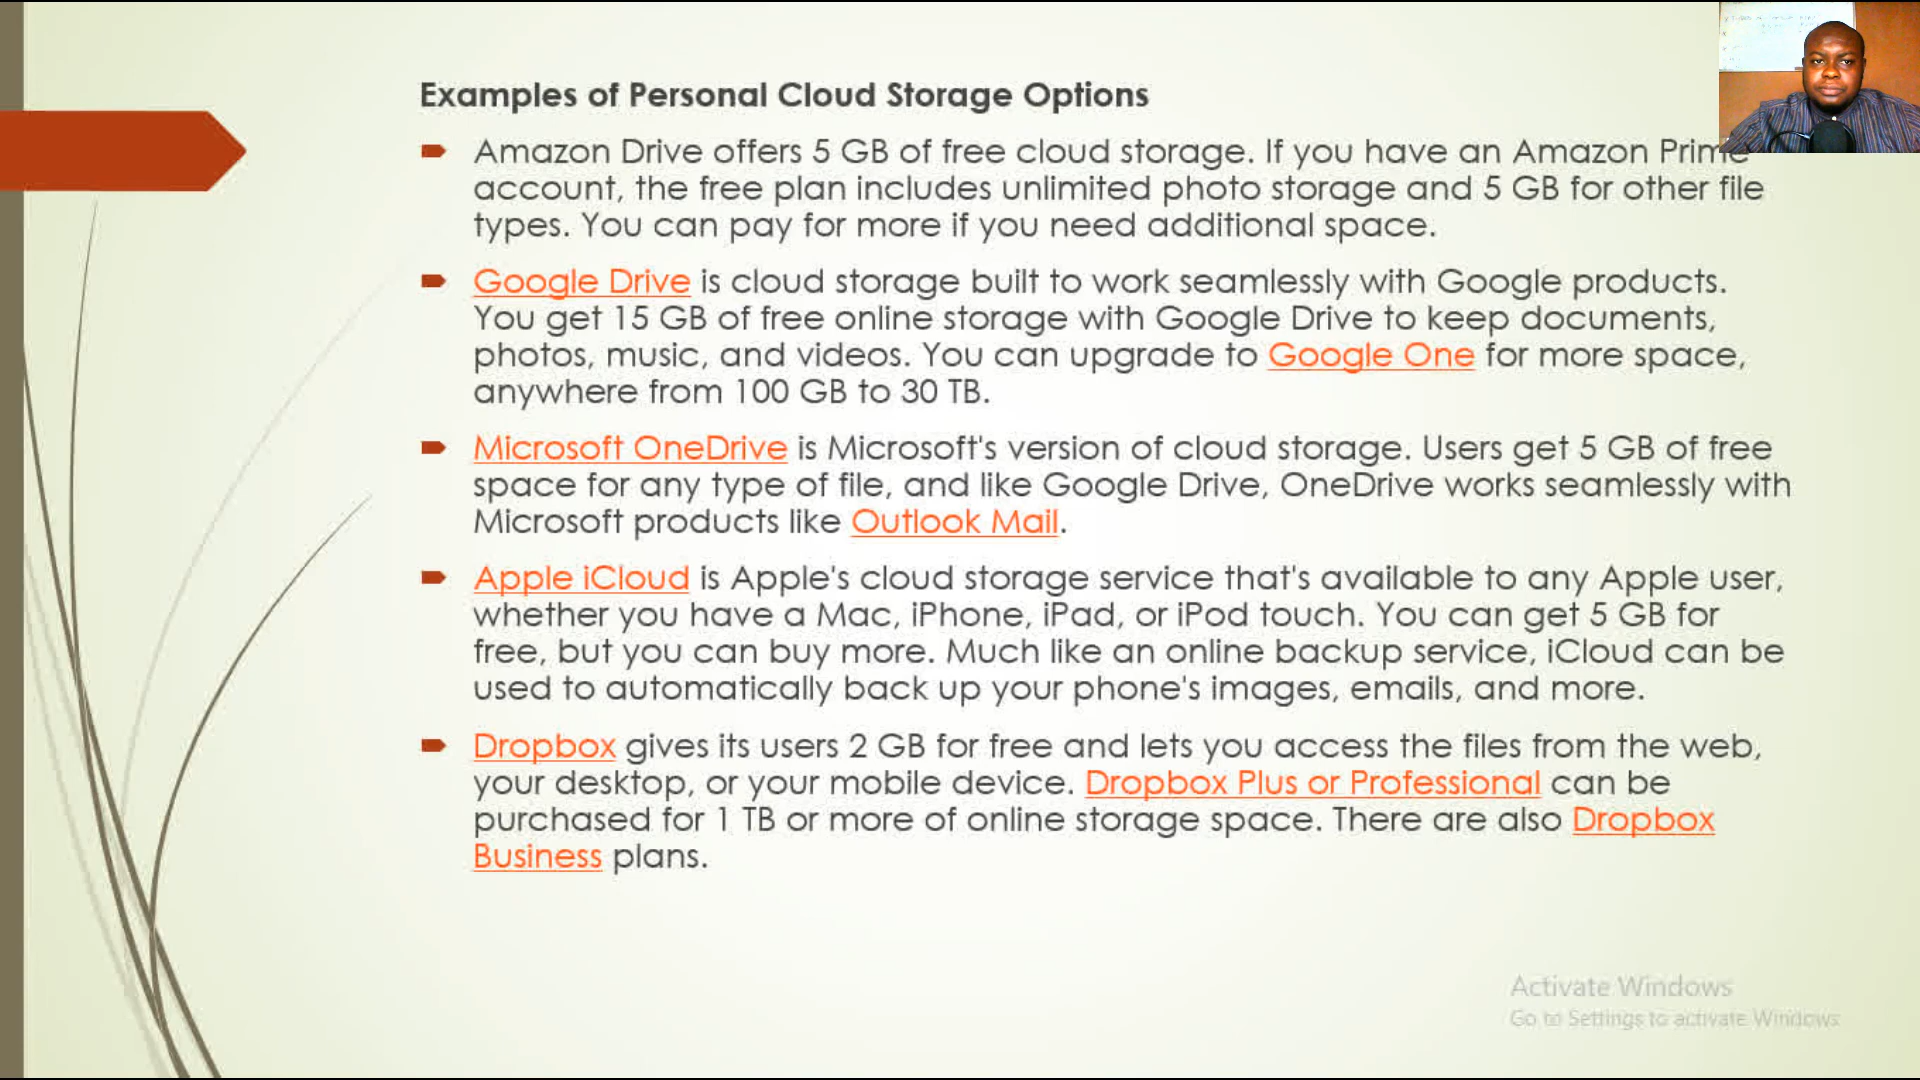 Examples of Personal Cloud Storage Options
Amazon Drive offers 5 GB of free cloud storage. If you have an Amazon Prime
account, the free plan includes unlimited photo storage and 5 GB for other file
types. You can pay for more if you need additional space.
Google Drive is cloud storage built to work seamlessly with Google products.
You get 15 GB of free online storage with Google Drive to keep documents,
photos, music, and videos. You can upgrade to Google One for more space,
anywhere from 100 GB to 30 TB.
Microsoft OneDrive is Microsoft's version of cloud storage. Users get 5 GB of free
space for any type of file, and like Google Drive, OneDrive works seamlessly with
Microsoft products like Outlook Mail.
Apple iCloud is Apple's cloud storage service that's available to any Apple user,
whether you have a Mac, iPhone, iPad, or iPod touch. You can get 5 GB for
free, but you can buy more. Much like an online backup service, iCloud can be
used to automatically back up your phone's images, emails, and more.
Dropbox gives its users 2 GB for free and lets you access the files from the web,
your desktop, or your mobile device. Dropbox Plus or Professional can be
purchased for 1 TB or more of online storage space. There are also Dropbox
Business plans.
Activate Windows
Go to Settings to activate Windows